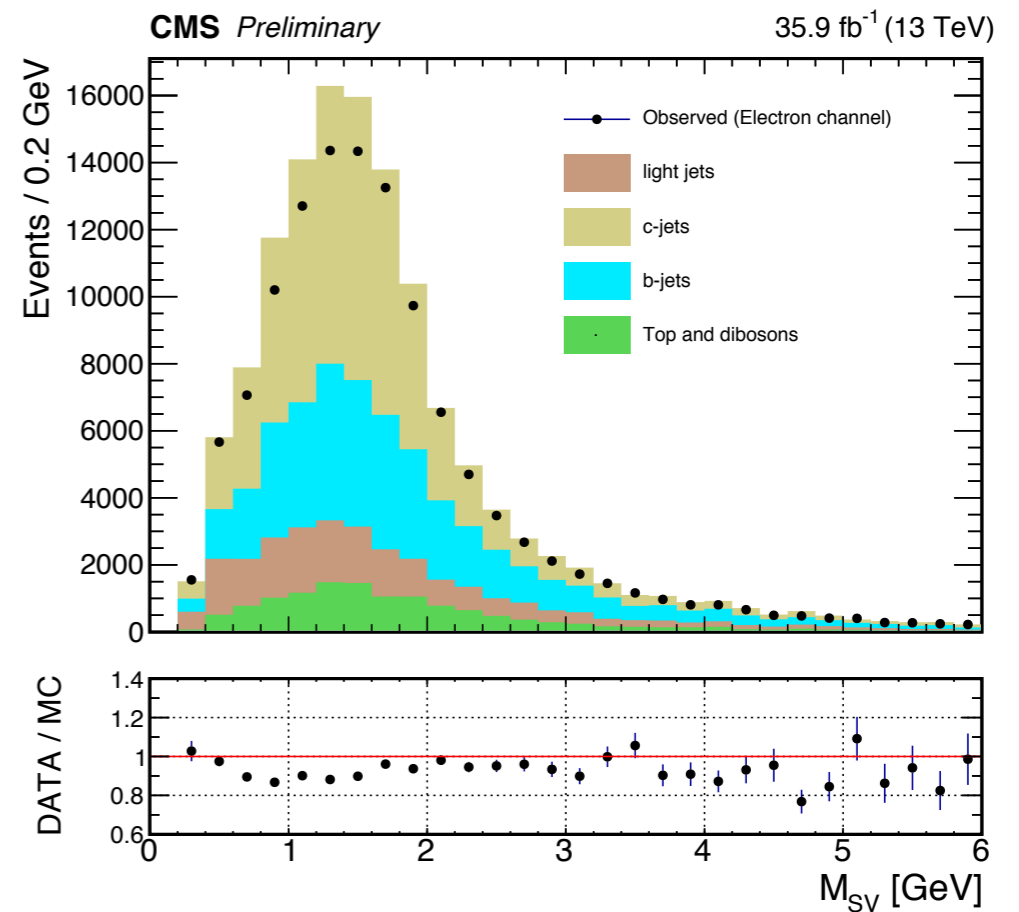 CMS Preliminary
35.9 fb⁻¹ (13 TeV)
Events / 0.2 GeV
16000
14000
12000
10000
8000
6000
4000
2000
0
Observed (Electron channel)
light jets
c-jets
b-jets
Top and dibosons
DATA / MC
1.4
1.2
1
0.8
0.6
0 1 2 3 4 5 6
M_SV [GeV]